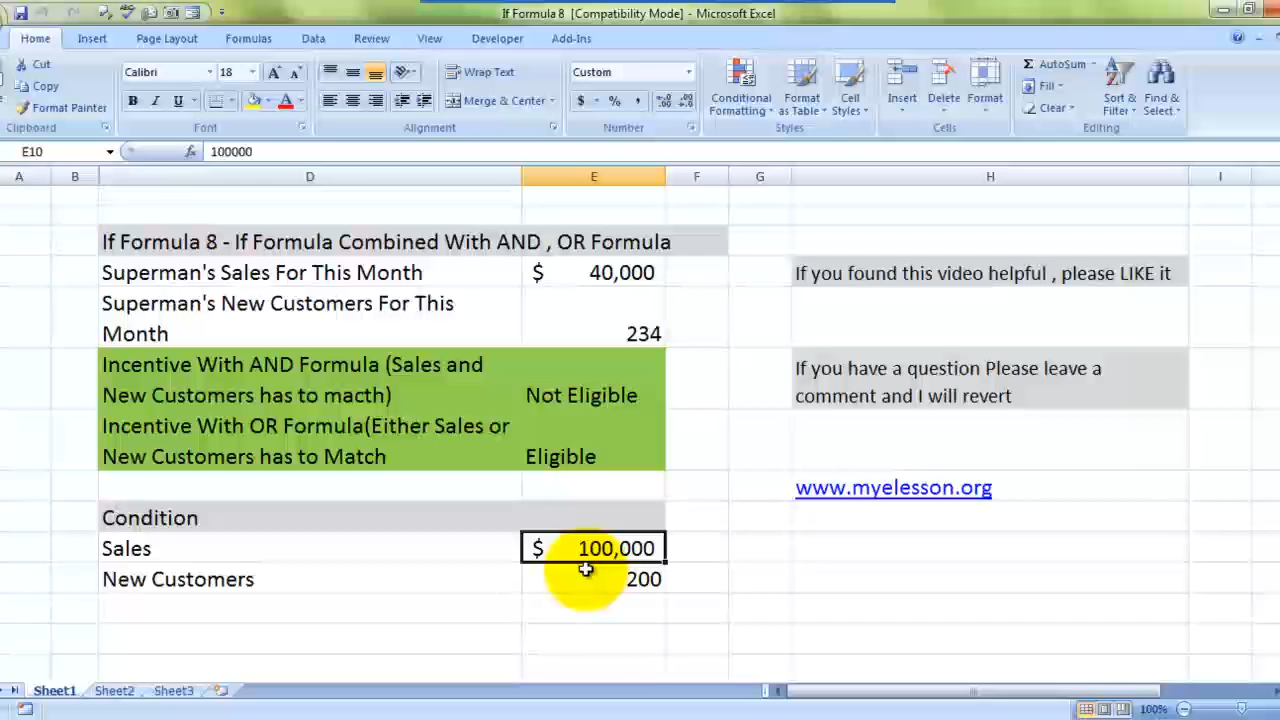 If Formula 8 [Compatibility Mode] - Microsoft Excel
Home Insert Page Layout Formulas Data Review View Developer Add-Ins
Cut
Copy
Format Painter
Clipboard
Calibri 18
B I U A
Font
Wrap Text
Merge & Center
Alignment
Custom
$ % ,
Number
Conditional Formatting
Format as Table
Cell Styles
Styles
Insert Delete Format
Cells
Σ AutoSum
Fill
Clear
Sort & Filter
Find & Select
Editing
E10 fx 100000
A B D E F G H I
If Formula 8 - If Formula Combined With AND , OR Formula
Superman's Sales For This Month $ 40,000
If you found this video helpful , please LIKE it
Superman's New Customers For This
Month 234
Incentive With AND Formula (Sales and
New Customers has to macth) Not Eligible
If you have a question Please leave a
comment and I will revert
Incentive With OR Formula(Either Sales or
New Customers has to Match Eligible
www.myelesson.org
Condition
Sales $ 100,000
New Customers 200
Sheet1 Sheet2 Sheet3
100%